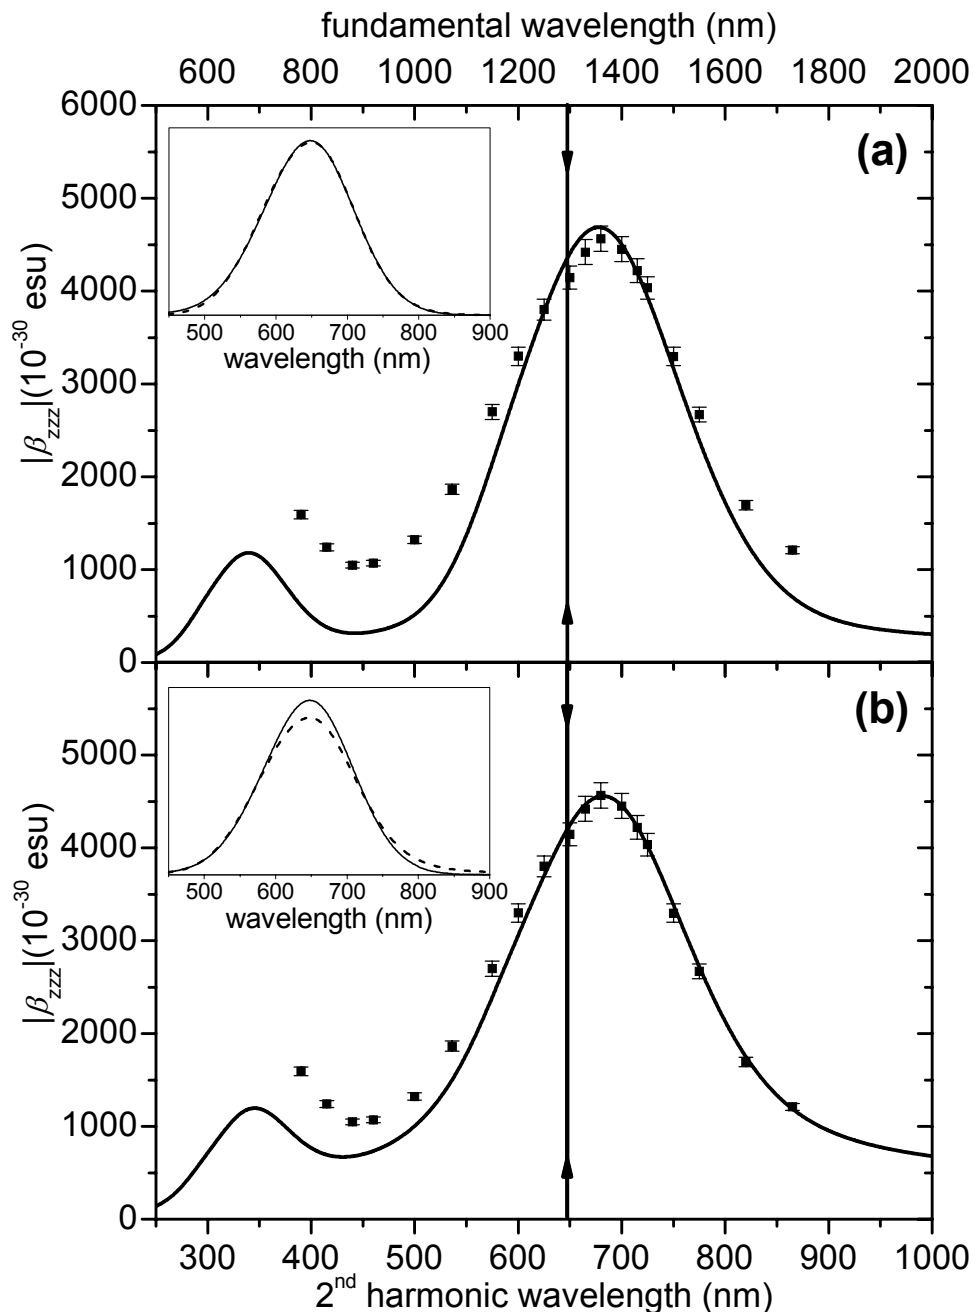 fundamental wavelength (nm)
600 800 1000 1200 1400 1600 1800 2000
(a)
6000
5000
4000
3000
2000
1000
0
|β_zzz|(10^-30 esu)
500 600 700 800 900
wavelength (nm)
(b)
5000
4000
3000
2000
1000
0
|β_zzz|(10^-30 esu)
500 600 700 800 900
wavelength (nm)
300 400 500 600 700 800 900 1000
2^nd harmonic wavelength (nm)